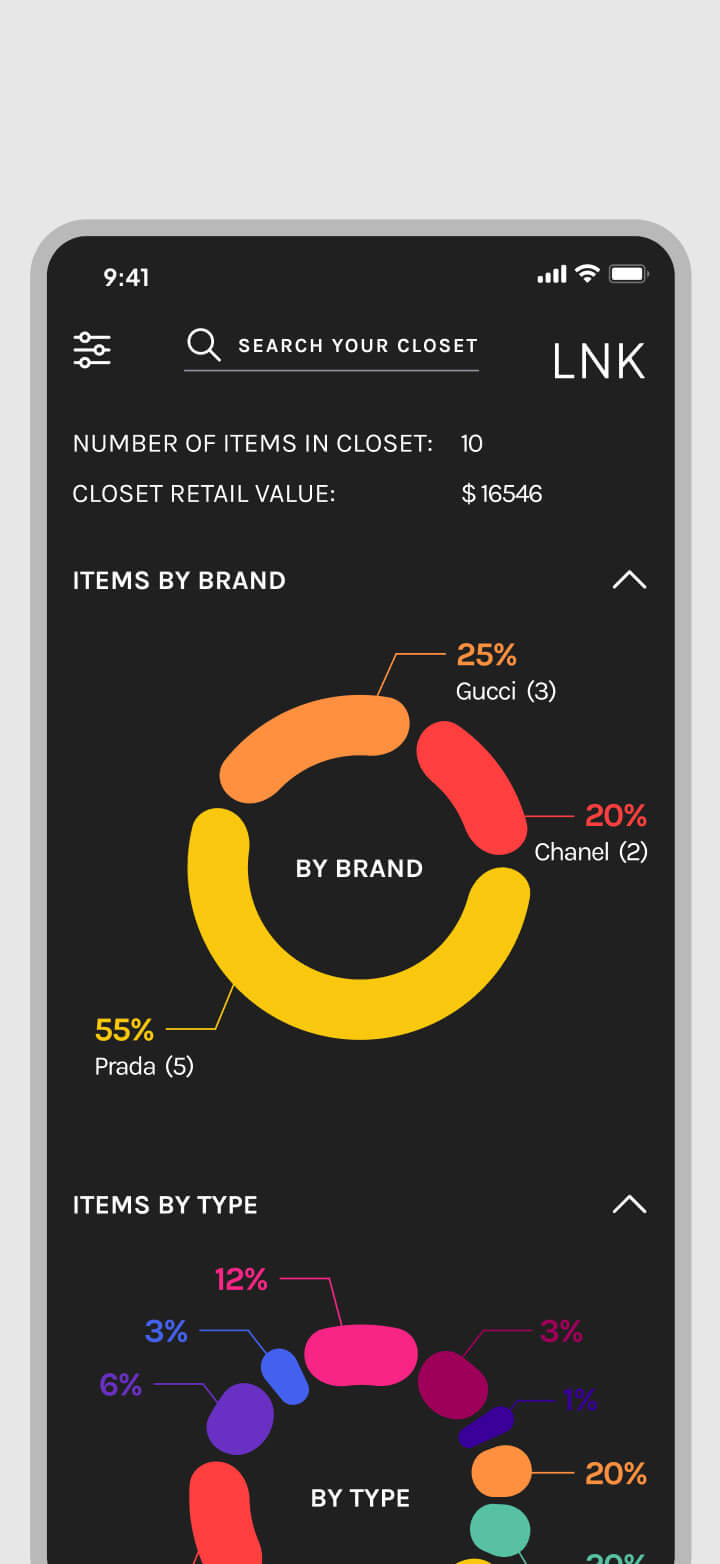 9:41
SEARCH YOUR CLOSET
LNK
NUMBER OF ITEMS IN CLOSET: 10
CLOSET RETAIL VALUE: $ 16546
ITEMS BY BRAND
25%
Gucci (3)
20%
Chanel (2)
BY BRAND
55%
Prada (5)
ITEMS BY TYPE
12%
3%
3%
6%
1%
20%
BY TYPE
20%